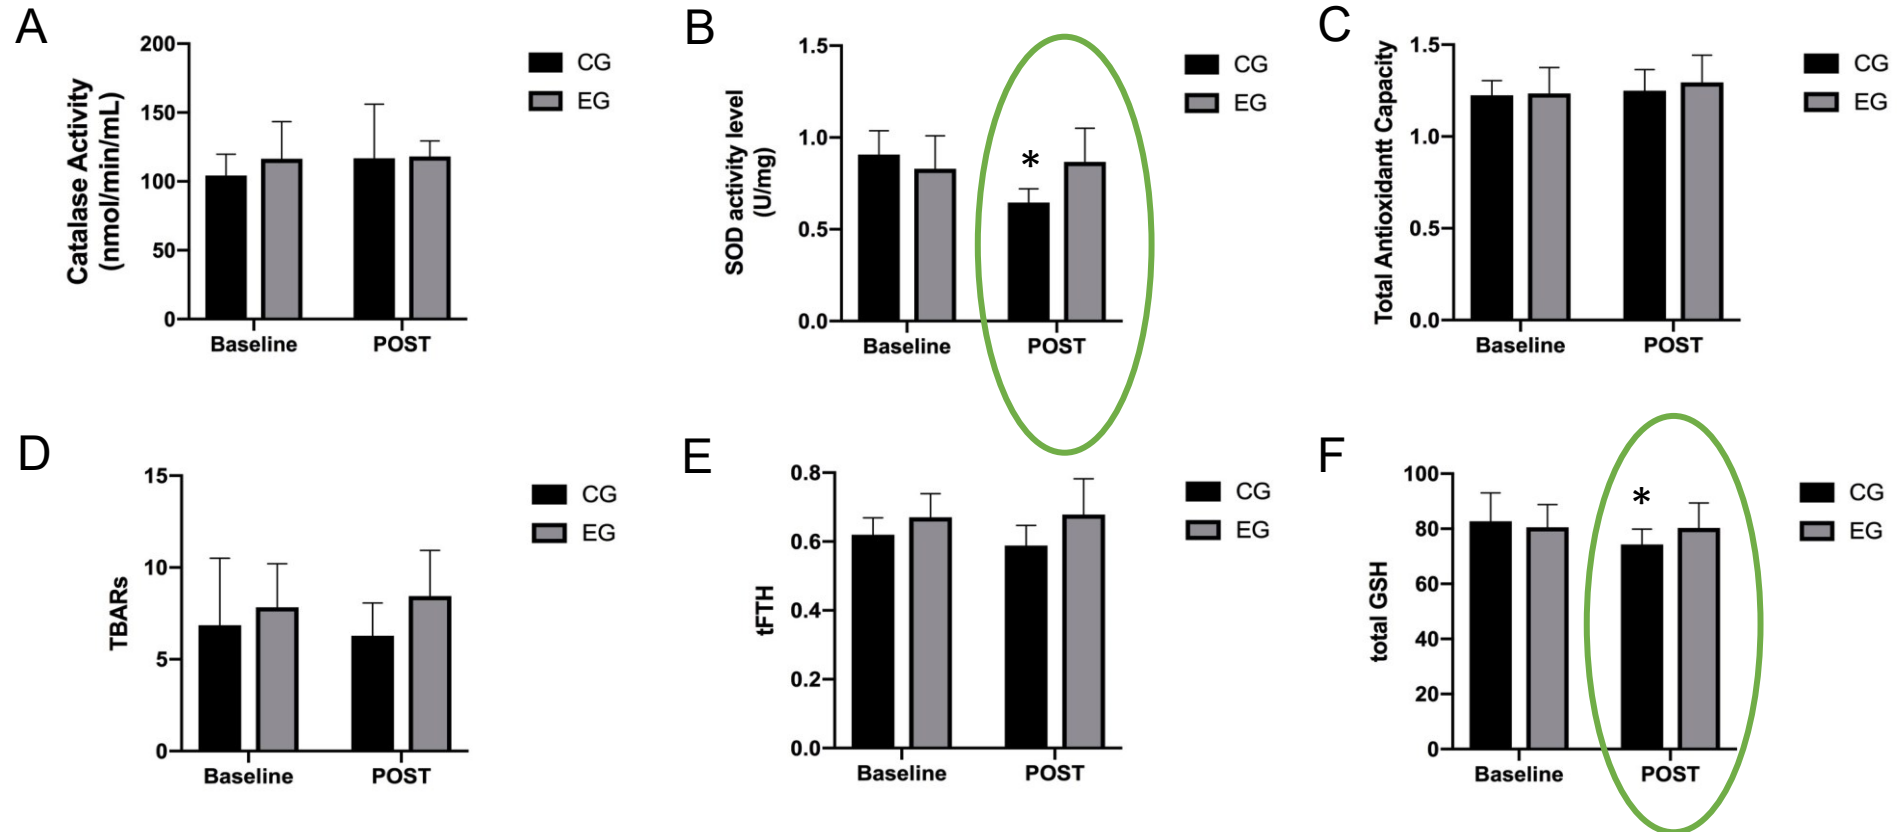 A
Catalase Activity
(nmol/min/mL)
200
150
100
50
0
Baseline
POST
CG
EG
B
SOD activity level
(U/mg)
1.5
1.0
0.5
0.0
*
Baseline
POST
CG
EG
C
Total Antioxidantt Capacity
1.5
1.0
0.5
0.0
Baseline
POST
CG
EG
D
TBARs
15
10
5
0
Baseline
POST
CG
EG
E
tFTH
0.8
0.6
0.4
0.2
0.0
Baseline
POST
CG
EG
F
total GSH
100
80
60
40
20
0
*
Baseline
POST
CG
EG